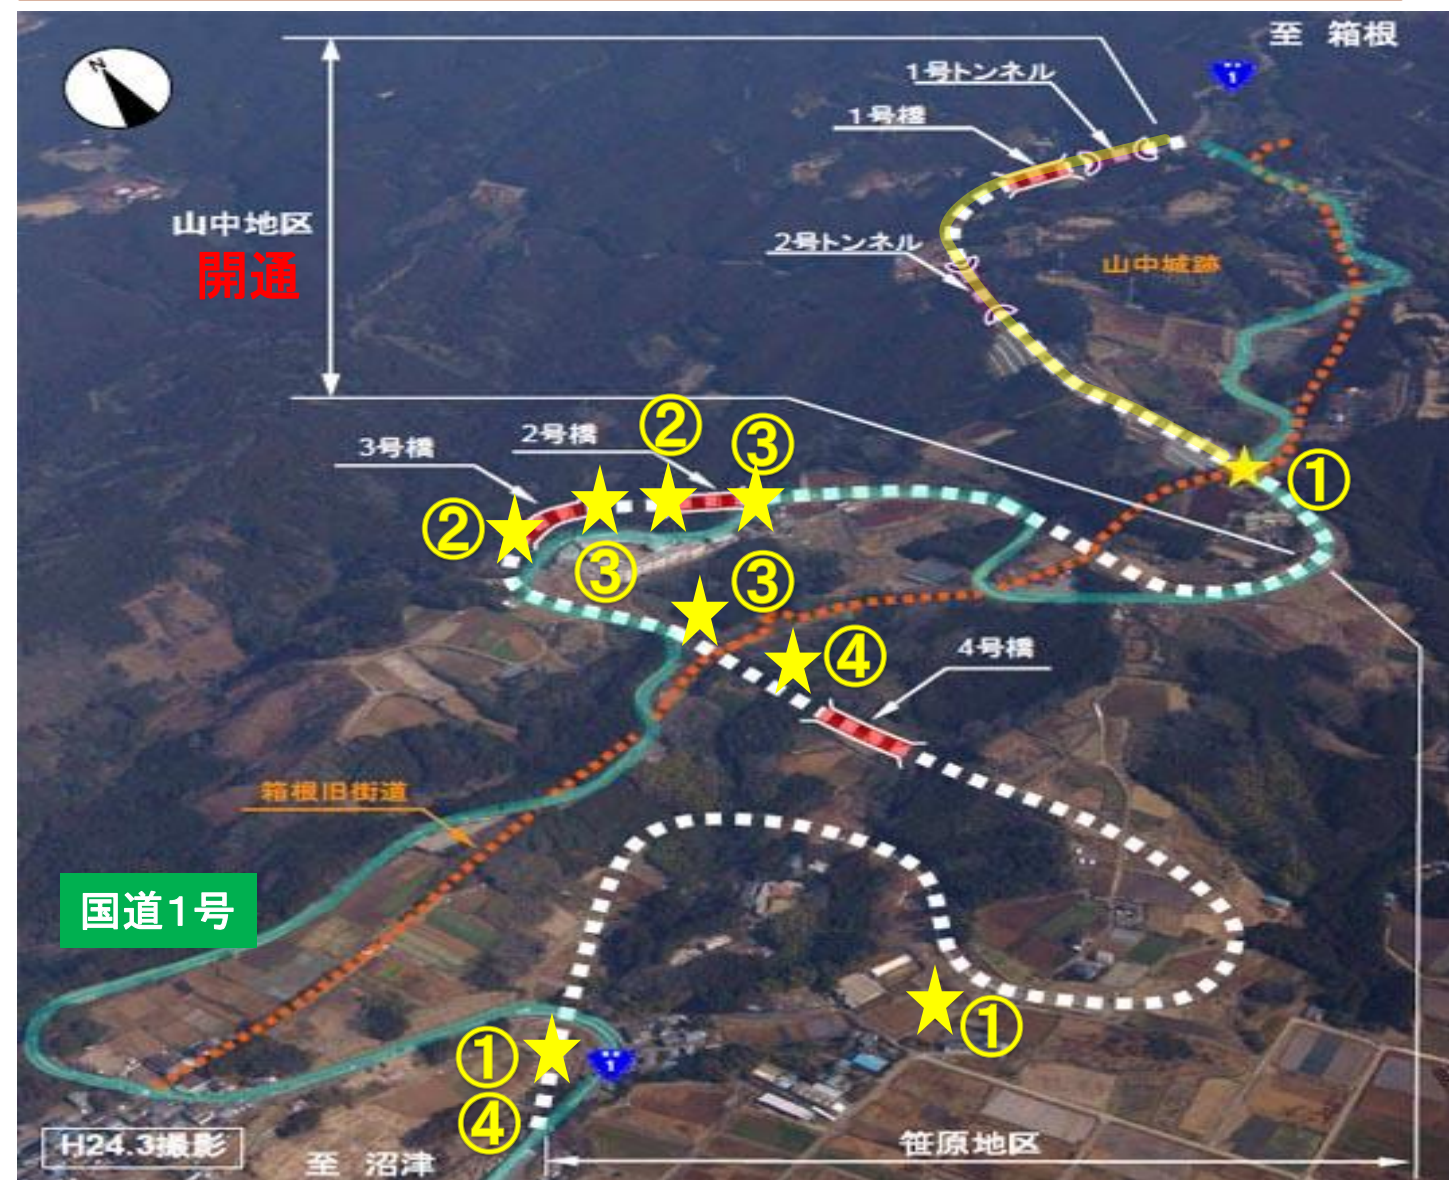 至 箱根
N
1
1号トンネル
1号橋
山中地区
開通
2号トンネル
山中城跡
②
③
2号橋
3号橋
①
②
③
③
④
4号橋
箱根旧街道
国道1号
①
①
1
④
H24.3撮影
至 沼津
笹原地区